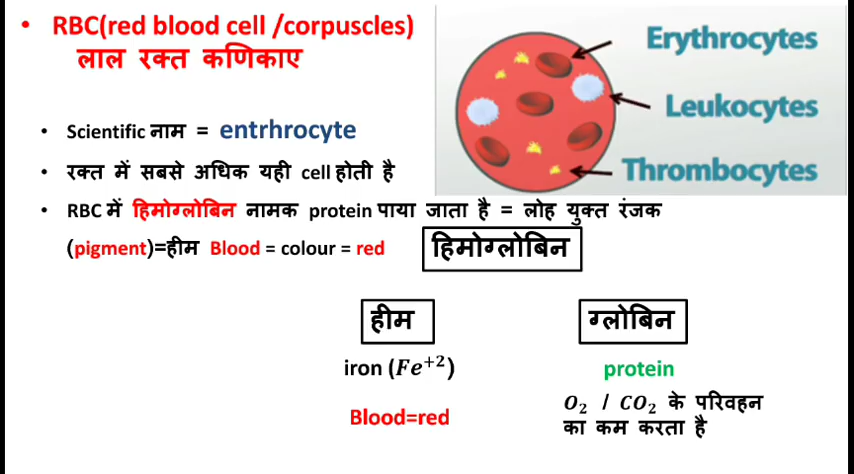 • RBC(red blood cell /corpuscles)
लाल रक्त कणिकाए
Erythrocytes
Leukocytes
Thrombocytes
• Scientific नाम = entrhrocyte
• रक्त में सबसे अधिक यही cell होती है
• RBC में हिमोग्लोबिन नामक protein पाया जाता है = लोह युक्त रंजक
(pigment)=हीम Blood = colour = red
हिमोग्लोबिन
हीम
ग्लोबिन
iron (Fe⁺²)
protein
Blood=red
O₂ / CO₂ के परिवहन
का कम करता है